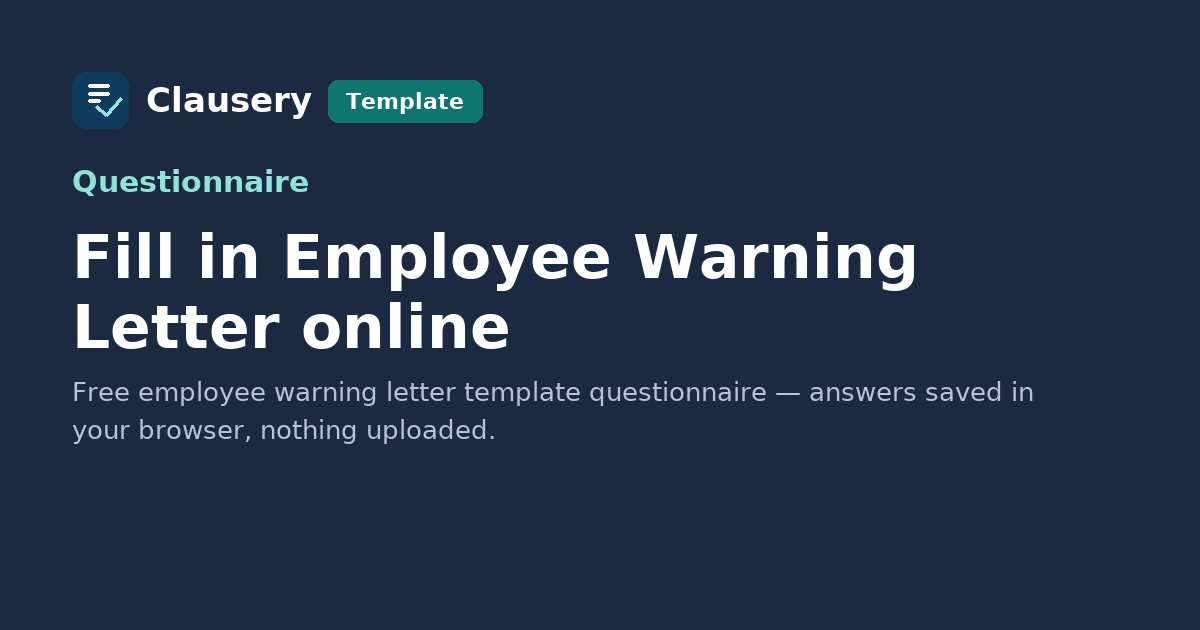 Clausery
Template
Questionnaire
Fill in Employee Warning
Letter online
Free employee warning letter template questionnaire — answers saved in
your browser, nothing uploaded.